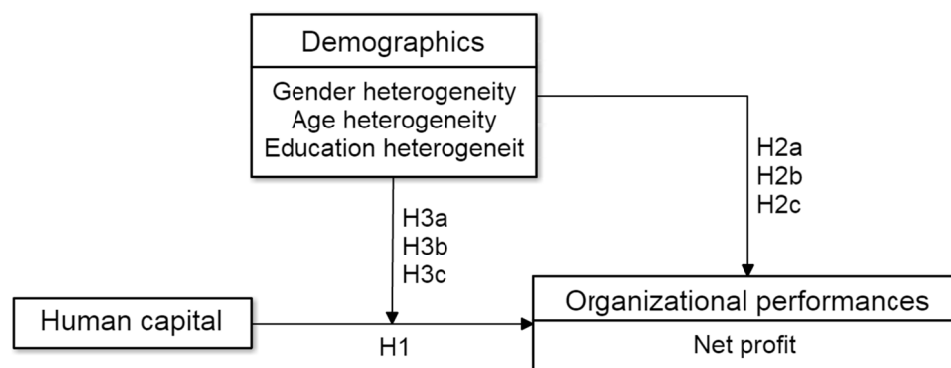 Demographics
Gender heterogeneity
Age heterogeneity
Education heterogeneit
H2a
H2b
H2c
H3a
H3b
H3c
Human capital
H1
Organizational performances
Net profit